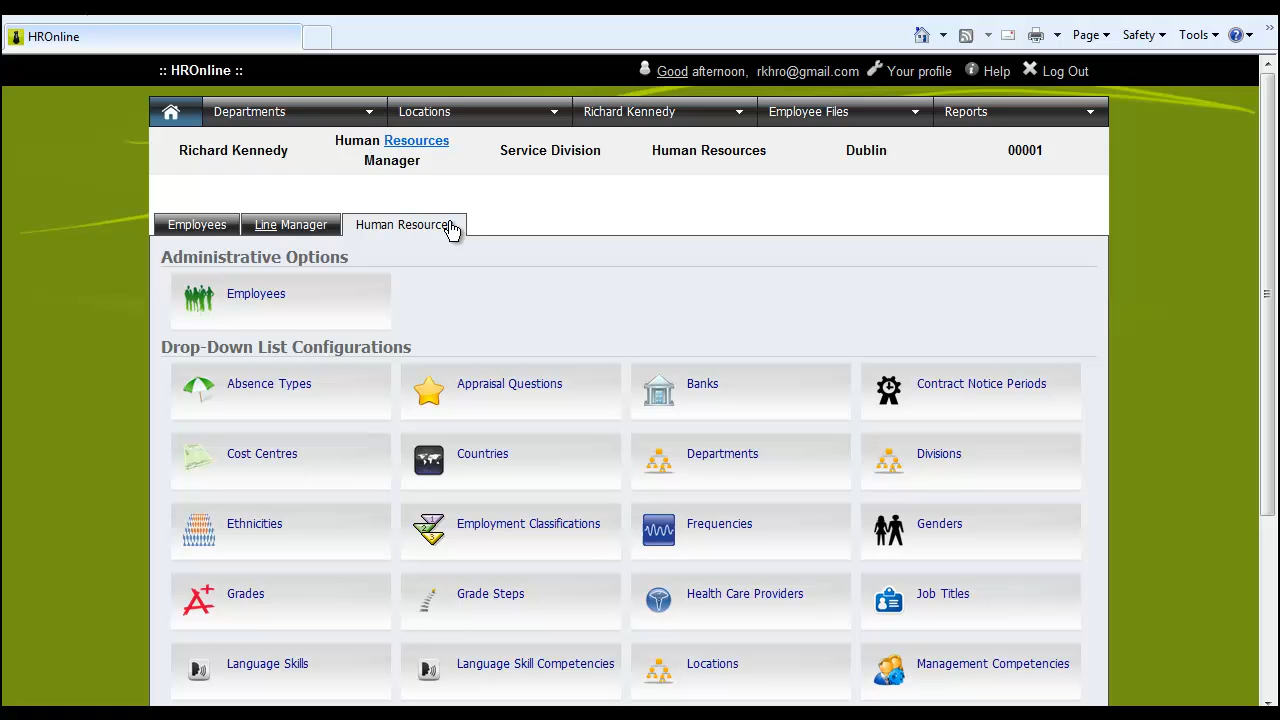 HROnline
Page Safety Tools
:: HROnline :: Good afternoon, rkhro@gmail.com Your profile Help Log Out
Departments Locations Richard Kennedy Employee Files Reports
Richard Kennedy Human Resources Manager Service Division Human Resources Dublin 00001
Employees Line Manager Human Resources
Administrative Options
Employees
Drop-Down List Configurations
Absence Types Appraisal Questions Banks Contract Notice Periods
Cost Centres Countries Departments Divisions
Ethnicities Employment Classifications Frequencies Genders
Grades Grade Steps Health Care Providers Job Titles
Language Skills Language Skill Competencies Locations Management Competencies